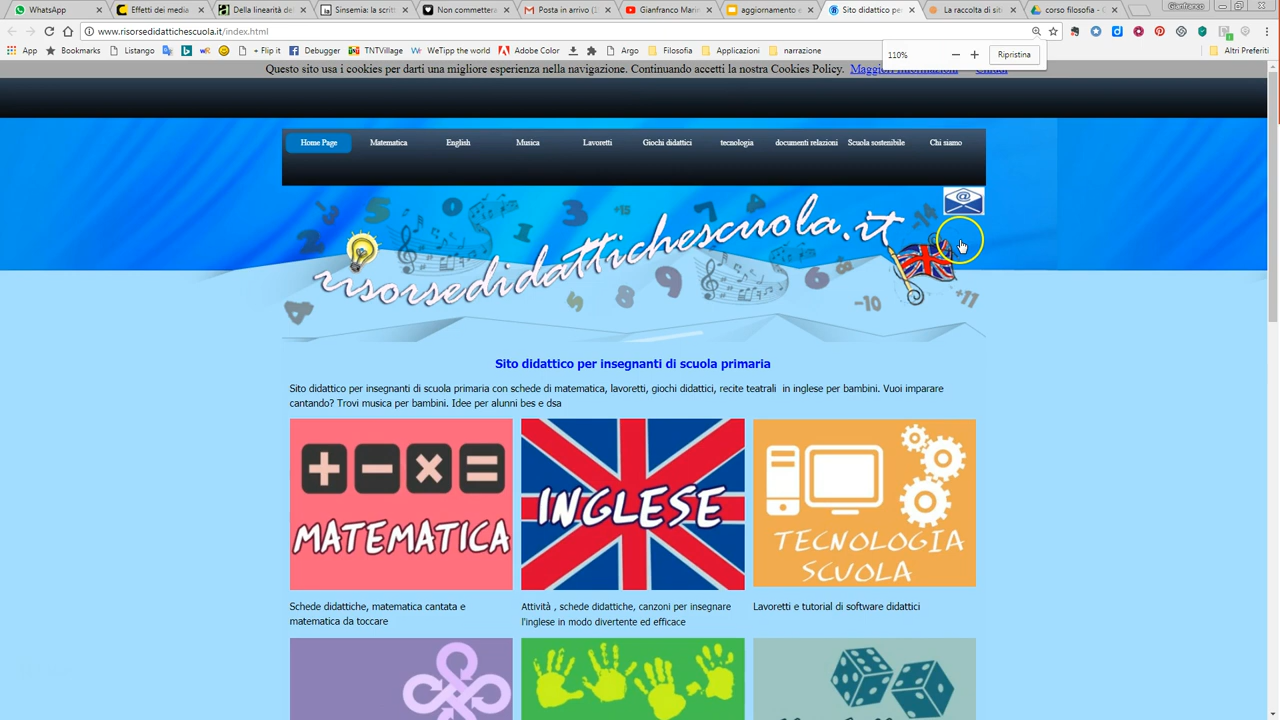 WhatsApp
Effetti dei media
Della linearità de
Sinsemia: la scritt
Non commettera
Posta in arrivo (1
Gianfranco Marin
aggiornamento e
Sito didattico per
La raccolta di siti
corso filosofia - G
Gianfranco
www.risorsedidattichescuola.it/index.html
App
Bookmarks
Listango
+ Flip it
Debugger
TNTVillage
WeTipp the World
Adobe Color
Argo
Filosofia
Applicazioni
narrazione
Altri Preferiti
110%
Ripristina
Questo sito usa i cookies per darti una migliore esperienza nella navigazione. Continuando accetti la nostra Cookies Policy.
Home Page
Matematica
English
Musica
Lavoretti
Giochi didattici
tecnologia
documenti relazioni
Scuola sostenibile
Chi siamo
risorsedidattichescuola.it
Sito didattico per insegnanti di scuola primaria
Sito didattico per insegnanti di scuola primaria con schede di matematica, lavoretti, giochi didattici, recite teatrali in inglese per bambini. Vuoi imparare
cantando? Trovi musica per bambini. Idee per alunni bes e dsa
MATEMATICA
INGLESE
TECNOLOGIA
SCUOLA
Schede didattiche, matematica cantata e
matematica da toccare
Attività , schede didattiche, canzoni per insegnare
l'inglese in modo divertente ed efficace
Lavoretti e tutorial di software didattici